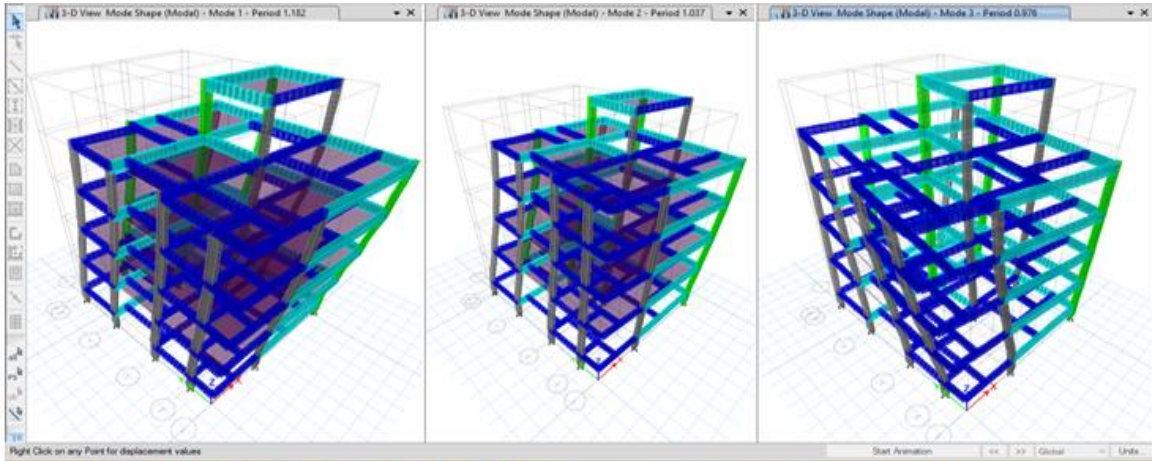 3-D View Mode Shape (Modal) - Mode 1 - Period 1.182
3-D View Mode Shape (Modal) - Mode 2 - Period 1.037
3-D View Mode Shape (Modal) - Mode 3 - Period 0.976
Z
X
Z
X
Z
X
Right Click on any Point for displacement values
Start Animation
<<
>>
Global
Units...